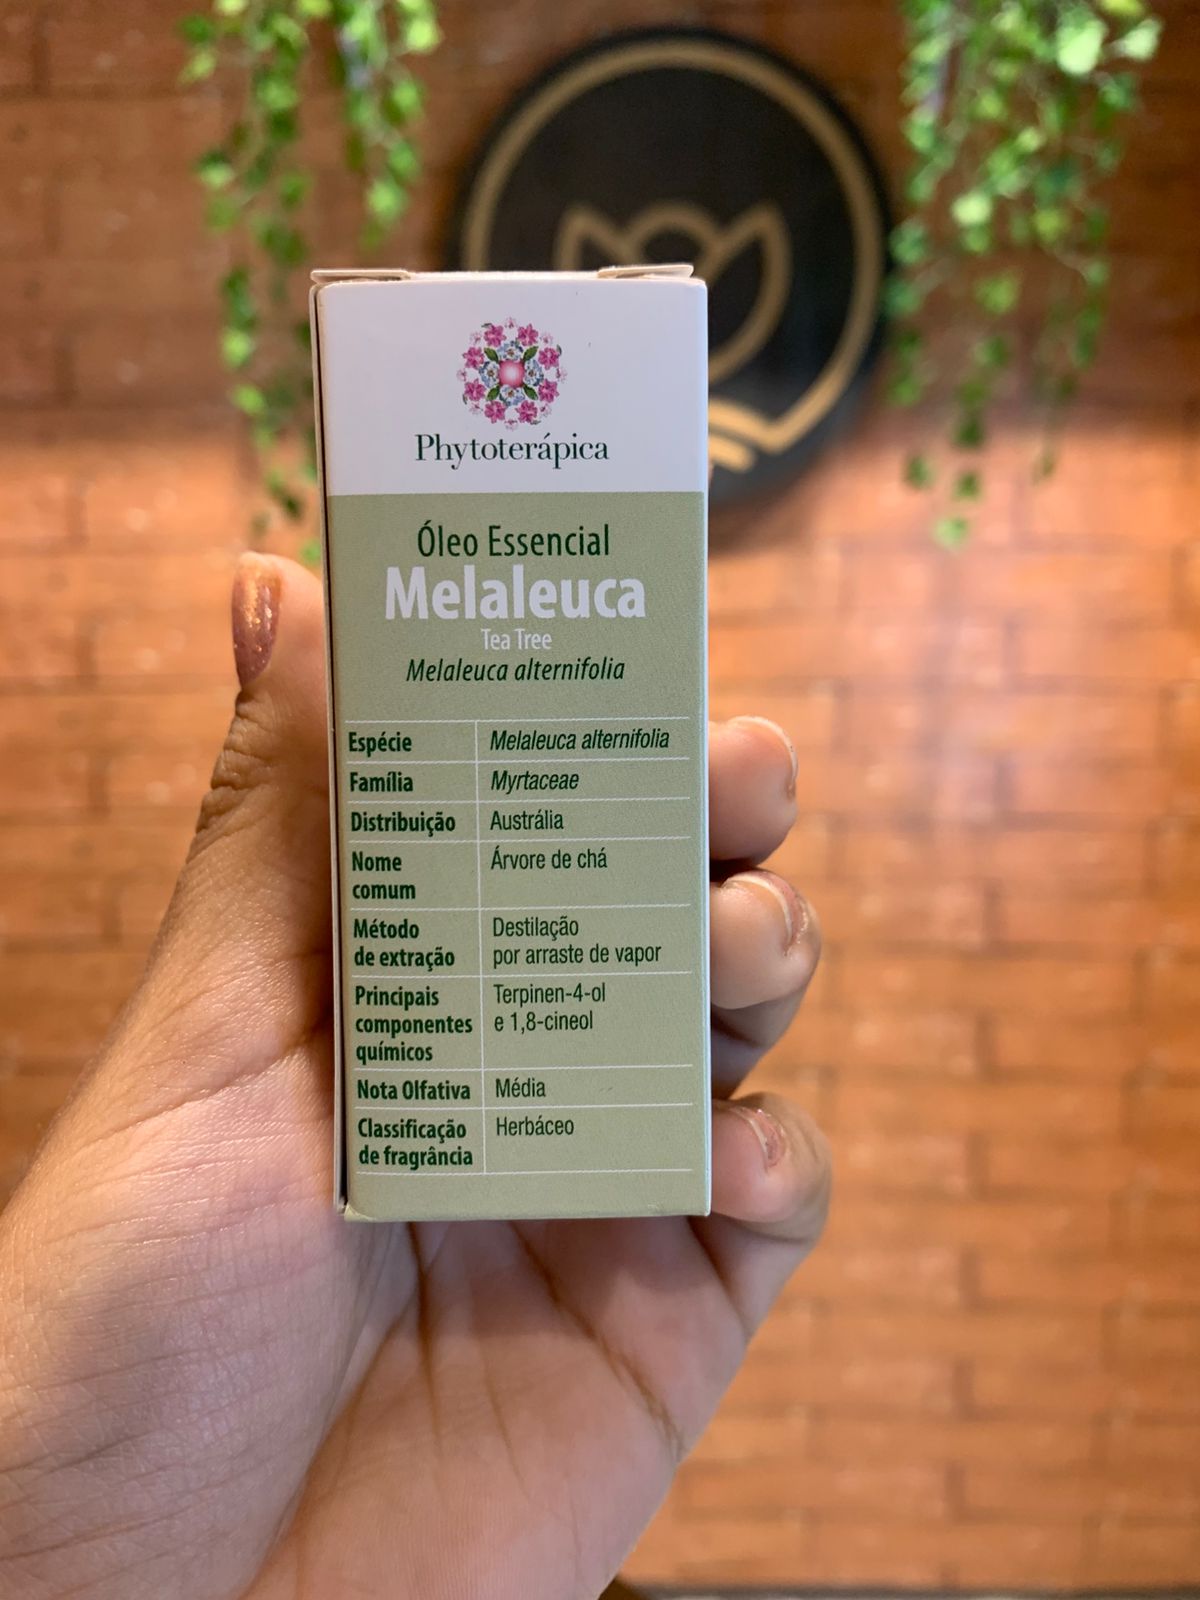 Phytoterápica
Óleo Essencial
Melaleuca
Tea Tree
Melaleuca alternifolia
Espécie Melaleuca alternifolia
Família Myrtaceae
Distribuição Austrália
Nome Árvore de chá
comum
Método Destilação
de extração por arraste de vapor
Principais Terpinen-4-ol
componentes e 1,8-cineol
químicos
Nota Olfativa Média
Classificação Herbáceo
de fragrância